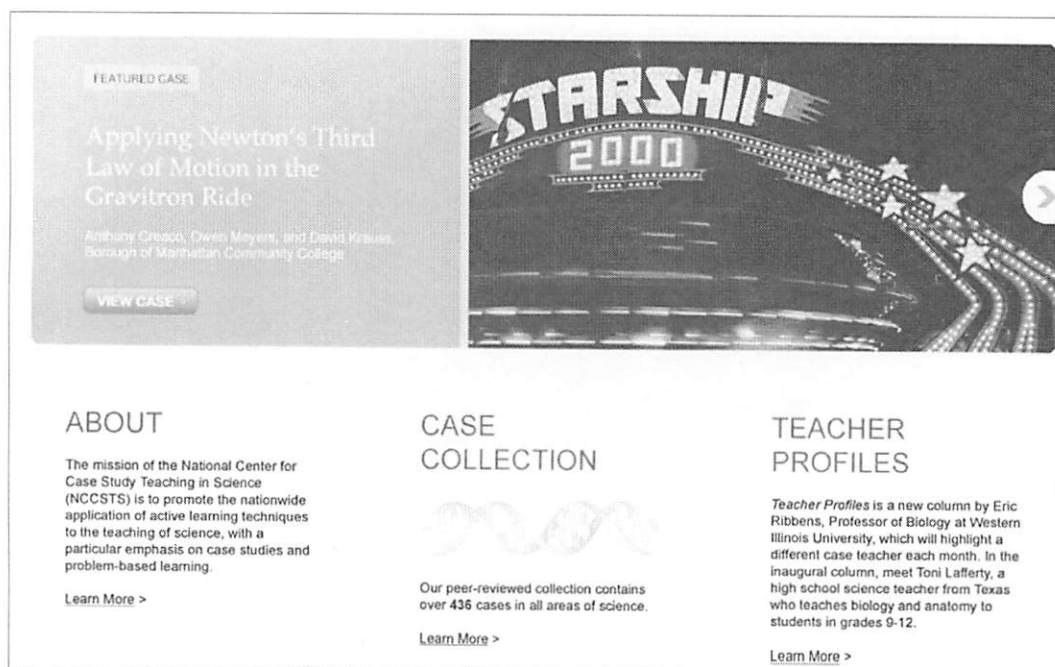 FEATURED CASE
Applying Newton's Third
Law of Motion in the
Gravitron Ride
Anthony Creaco, Owen Meyers, and David Krauss,
Borough of Manhattan Community College
VIEW CASE
STARSHIP
2000
ABOUT
The mission of the National Center for
Case Study Teaching in Science
(NCCSTS) is to promote the nationwide
application of active learning techniques
to the teaching of science, with a
particular emphasis on case studies and
problem-based learning.
Learn More >
CASE
COLLECTION
Our peer-reviewed collection contains
over 436 cases in all areas of science.
Learn More >
TEACHER
PROFILES
Teacher Profiles is a new column by Eric
Ribbens, Professor of Biology at Western
Illinois University, which will highlight a
different case teacher each month. In the
inaugural column, meet Toni Lafferty, a
high school science teacher from Texas
who teaches biology and anatomy to
students in grades 9-12.
Learn More >